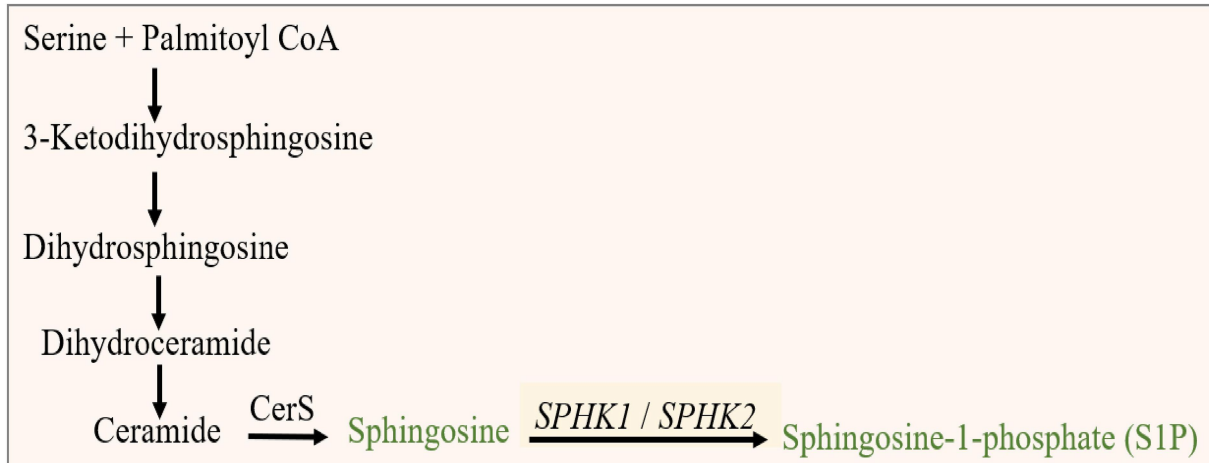 Serine + Palmitoyl CoA
3-Ketodihydrosphingosine
Dihydrosphingosine
Dihydroceramide
Ceramide CerS Sphingosine SPHK1 / SPHK2 Sphingosine-1-phosphate (S1P)